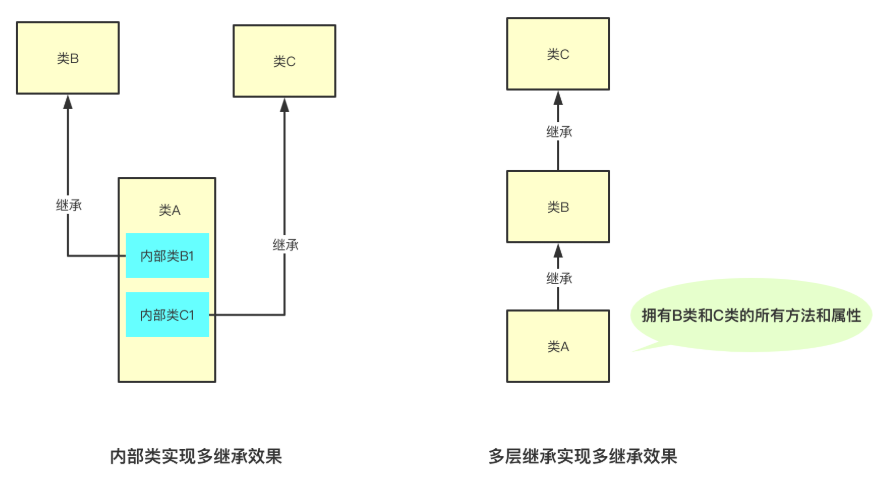 类B
类C
继承
继承
类A
内部类B1
内部类C1
内部类实现多继承效果
类C
继承
类B
继承
类A
拥有B类和C类的所有方法和属性
多层继承实现多继承效果